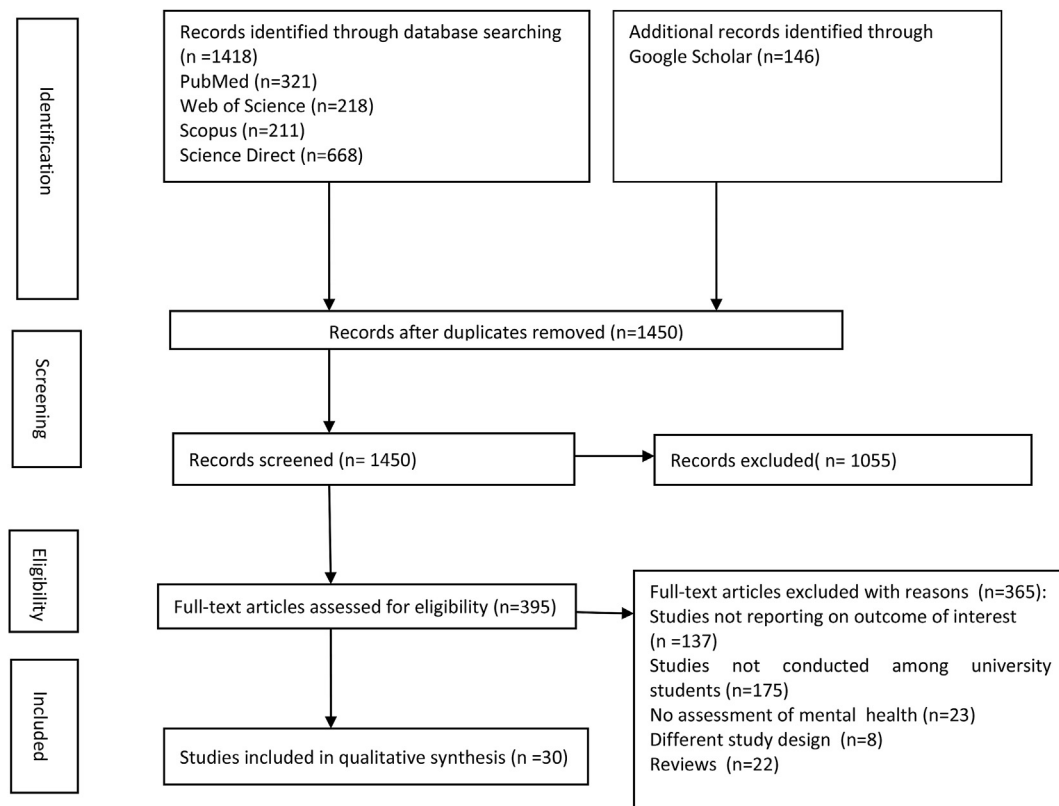 Identification
Records identified through database searching
(n =1418)
PubMed (n=321)
Web of Science (n=218)
Scopus (n=211)
Science Direct (n=668)
Additional records identified through
Google Scholar (n=146)
Records after duplicates removed (n=1450)
Screening
Records screened (n= 1450)
Records excluded( n= 1055)
Eligibility
Full-text articles assessed for eligibility (n=395)
Full-text articles excluded with reasons (n=365):
Studies not reporting on outcome of interest
(n =137)
Studies not conducted among university
students (n=175)
No assessment of mental health (n=23)
Different study design (n=8)
Reviews (n=22)
Included
Studies included in qualitative synthesis (n =30)